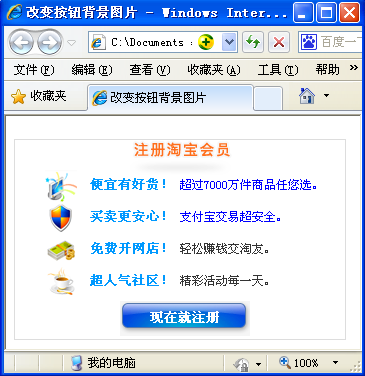 改变按钮背景图片 - Windows Inter...
C:\Documents
百度一
文件(F) 编辑(E) 查看(V) 收藏夹(A) 工具(T) 帮助 »
收藏夹 改变按钮背景图片
注册淘宝会员
便宜有好货! 超过7000万件商品任您选。
买卖更安心! 支付宝交易超安全。
免费开网店! 轻松赚钱交淘友。
超人气社区! 精彩活动每一天。
现在就注册
我的电脑 100%